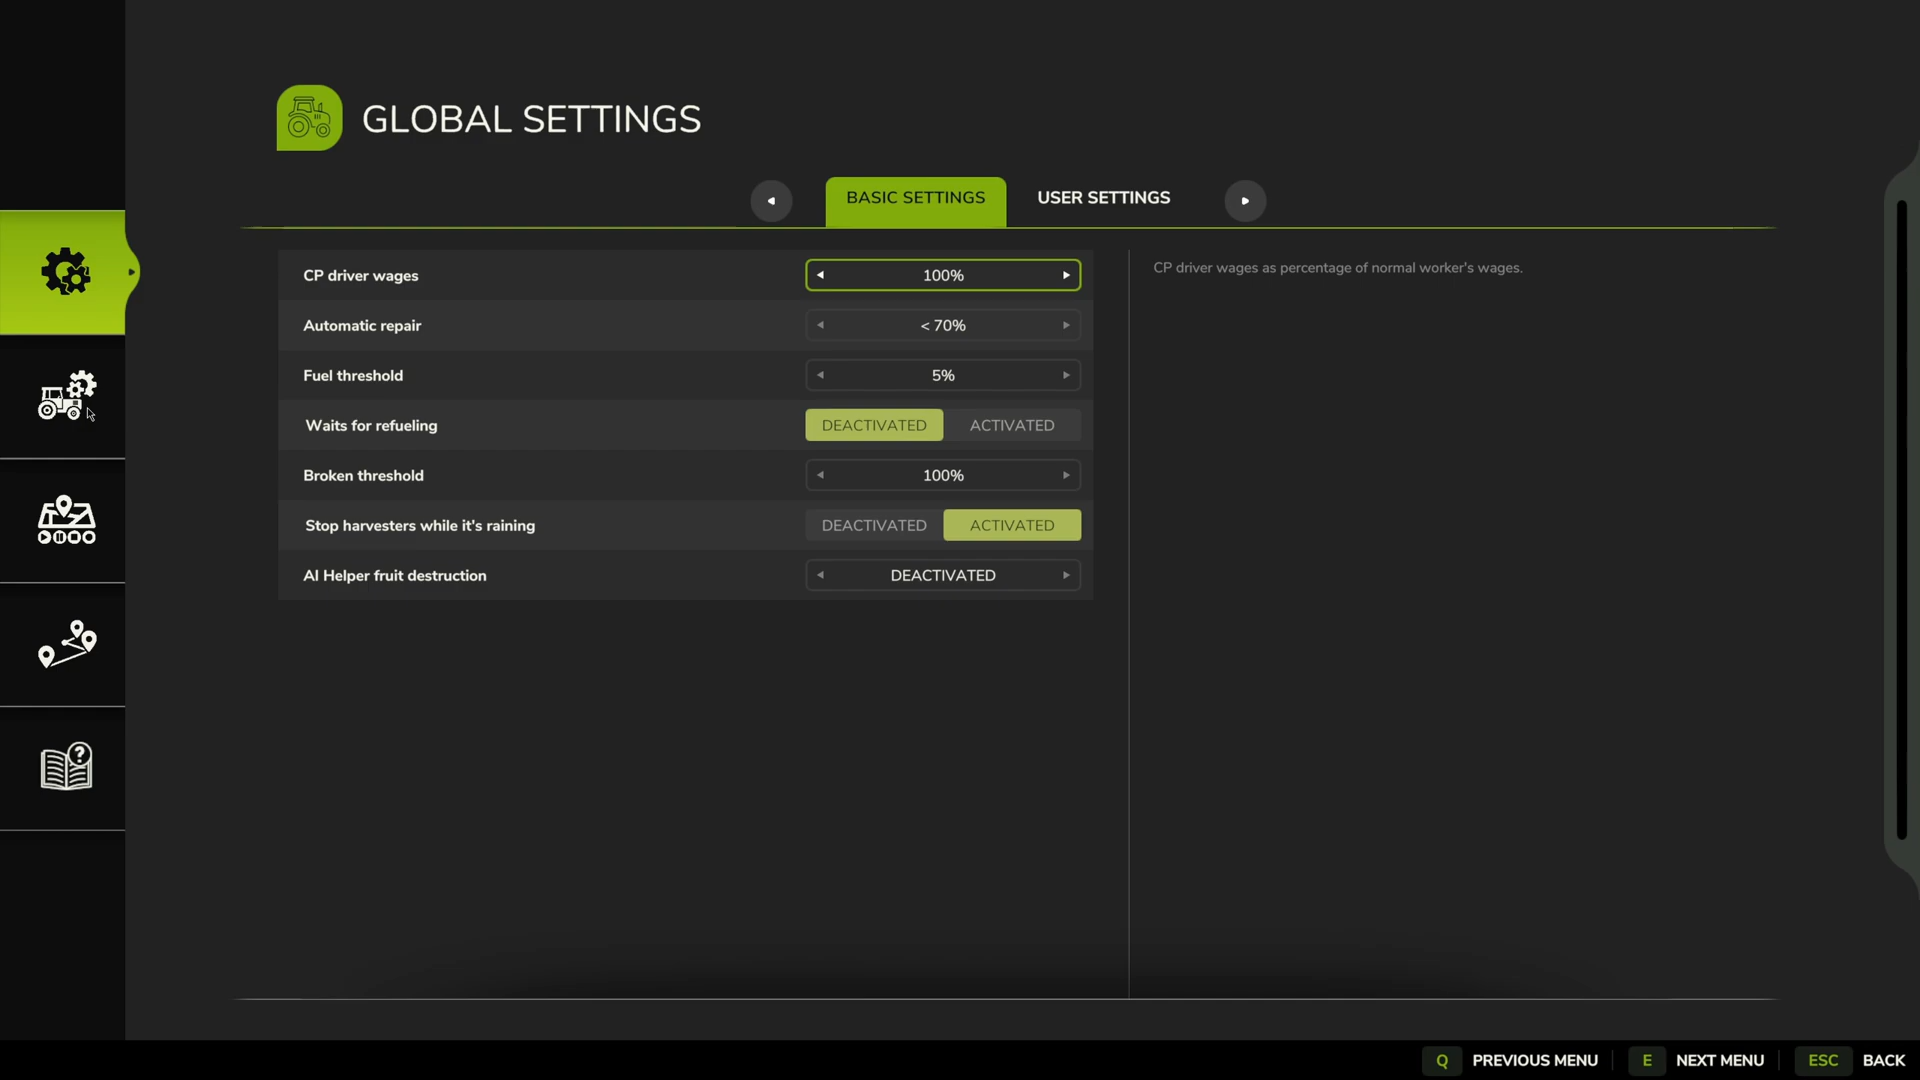 GLOBAL SETTINGS
BASIC SETTINGS
USER SETTINGS
CP driver wages
100%
CP driver wages as percentage of normal worker's wages.
Automatic repair
< 70%
Fuel threshold
5%
Waits for refueling
DEACTIVATED
ACTIVATED
Broken threshold
100%
Stop harvesters while it's raining
DEACTIVATED
ACTIVATED
AI Helper fruit destruction
DEACTIVATED
Q PREVIOUS MENU
E NEXT MENU
ESC BACK